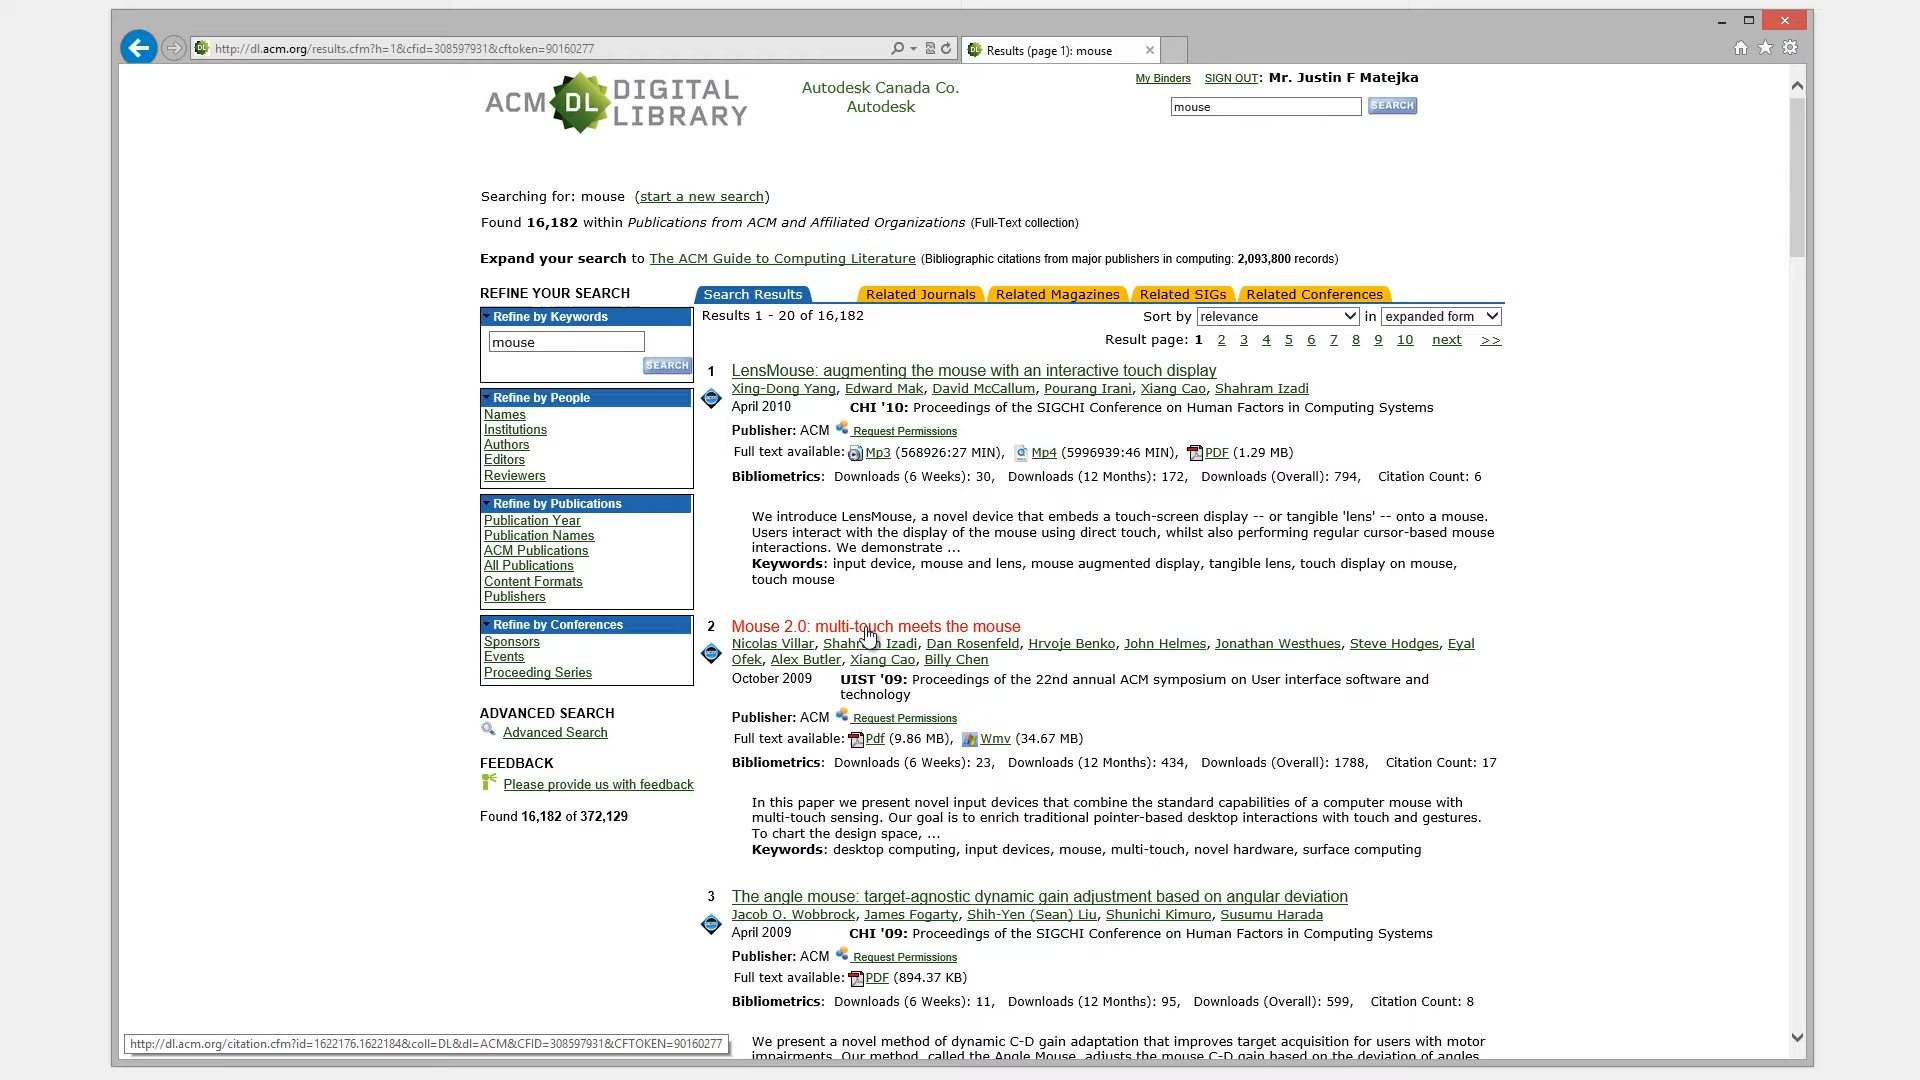 http://dl.acm.org/results.cfm?h=1&cfid=308597931&cftoken=90160277
Results (page 1): mouse
ACM DL DIGITAL LIBRARY
Autodesk Canada Co.
Autodesk
My Binders SIGN OUT: Mr. Justin F Matejka
mouse SEARCH
Searching for: mouse (start a new search)
Found 16,182 within Publications from ACM and Affiliated Organizations (Full-Text collection)
Expand your search to The ACM Guide to Computing Literature (Bibliographic citations from major publishers in computing: 2,093,800 records)
REFINE YOUR SEARCH
Refine by Keywords
mouse
SEARCH
Refine by People
Names
Institutions
Authors
Editors
Reviewers
Refine by Publications
Publication Year
Publication Names
ACM Publications
All Publications
Content Formats
Publishers
Refine by Conferences
Sponsors
Events
Proceeding Series
ADVANCED SEARCH
Advanced Search
FEEDBACK
Please provide us with feedback
Found 16,182 of 372,129
Search Results Related Journals Related Magazines Related SIGs Related Conferences
Results 1 - 20 of 16,182
Sort by relevance in expanded form
Result page: 1 2 3 4 5 6 7 8 9 10 next >>
1 LensMouse: augmenting the mouse with an interactive touch display
Xing-Dong Yang, Edward Mak, David McCallum, Pourang Irani, Xiang Cao, Shahram Izadi
April 2010 CHI '10: Proceedings of the SIGCHI Conference on Human Factors in Computing Systems
Publisher: ACM Request Permissions
Full text available: Mp3 (568926:27 MIN), Mp4 (5996939:46 MIN), PDF (1.29 MB)
Bibliometrics: Downloads (6 Weeks): 30, Downloads (12 Months): 172, Downloads (Overall): 794, Citation Count: 6
We introduce LensMouse, a novel device that embeds a touch-screen display -- or tangible 'lens' -- onto a mouse.
Users interact with the display of the mouse using direct touch, whilst also performing regular cursor-based mouse
interactions. We demonstrate ...
Keywords: input device, mouse and lens, mouse augmented display, tangible lens, touch display on mouse,
touch mouse
2 Mouse 2.0: multi-touch meets the mouse
Nicolas Villar, Shahram Izadi, Dan Rosenfeld, Hrvoje Benko, John Helmes, Jonathan Westhues, Steve Hodges, Eyal
Ofek, Alex Butler, Xiang Cao, Billy Chen
October 2009 UIST '09: Proceedings of the 22nd annual ACM symposium on User interface software and
technology
Publisher: ACM Request Permissions
Full text available: Pdf (9.86 MB), Wmv (34.67 MB)
Bibliometrics: Downloads (6 Weeks): 23, Downloads (12 Months): 434, Downloads (Overall): 1788, Citation Count: 17
In this paper we present novel input devices that combine the standard capabilities of a computer mouse with
multi-touch sensing. Our goal is to enrich traditional pointer-based desktop interactions with touch and gestures.
To chart the design space, ...
Keywords: desktop computing, input devices, mouse, multi-touch, novel hardware, surface computing
3 The angle mouse: target-agnostic dynamic gain adjustment based on angular deviation
Jacob O. Wobbrock, James Fogarty, Shih-Yen (Sean) Liu, Shunichi Kimuro, Susumu Harada
April 2009 CHI '09: Proceedings of the SIGCHI Conference on Human Factors in Computing Systems
Publisher: ACM Request Permissions
Full text available: PDF (894.37 KB)
Bibliometrics: Downloads (6 Weeks): 11, Downloads (12 Months): 95, Downloads (Overall): 599, Citation Count: 8
We present a novel method of dynamic C-D gain adaptation that improves target acquisition for users with motor
impairments. Our method, called the Angle Mouse, adjusts the mouse C-D gain based on the deviation of angles
http://dl.acm.org/citation.cfm?id=1622176.1622184&coll=DL&dl=ACM&CFID=308597931&CFTOKEN=90160277